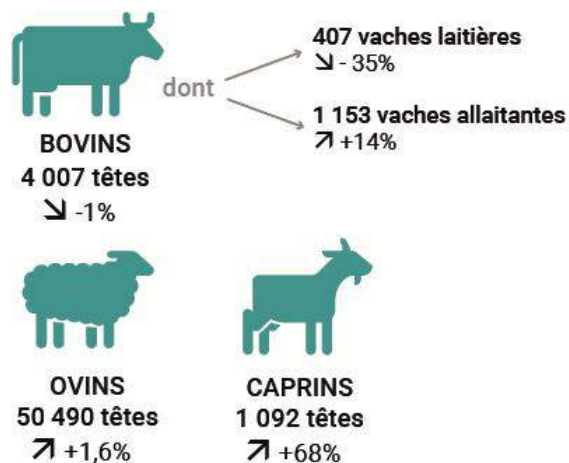 407 vaches laitières
↘ - 35%
dont
1 153 vaches allaitantes
↗ +14%
BOVINS
4 007 têtes
↘ -1%
OVINS
50 490 têtes
↗ +1,6%
CAPRINS
1 092 têtes
↗ +68%